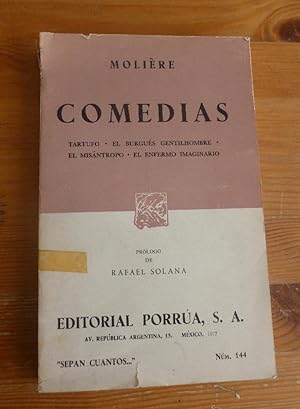 MOLIÈRE
COMEDIAS
TARTUFO • EL BURGUÉS GENTILHOMBRE •
EL MISÁNTROPO • EL ENFERMO IMAGINARIO
PRÓLOGO
DE
RAFAEL SOLANA
EDITORIAL PORRÚA, S. A.
AV. REPÚBLICA ARGENTINA, 15. MÉXICO, 1977
"SEPAN CUANTOS..." NÚM. 144